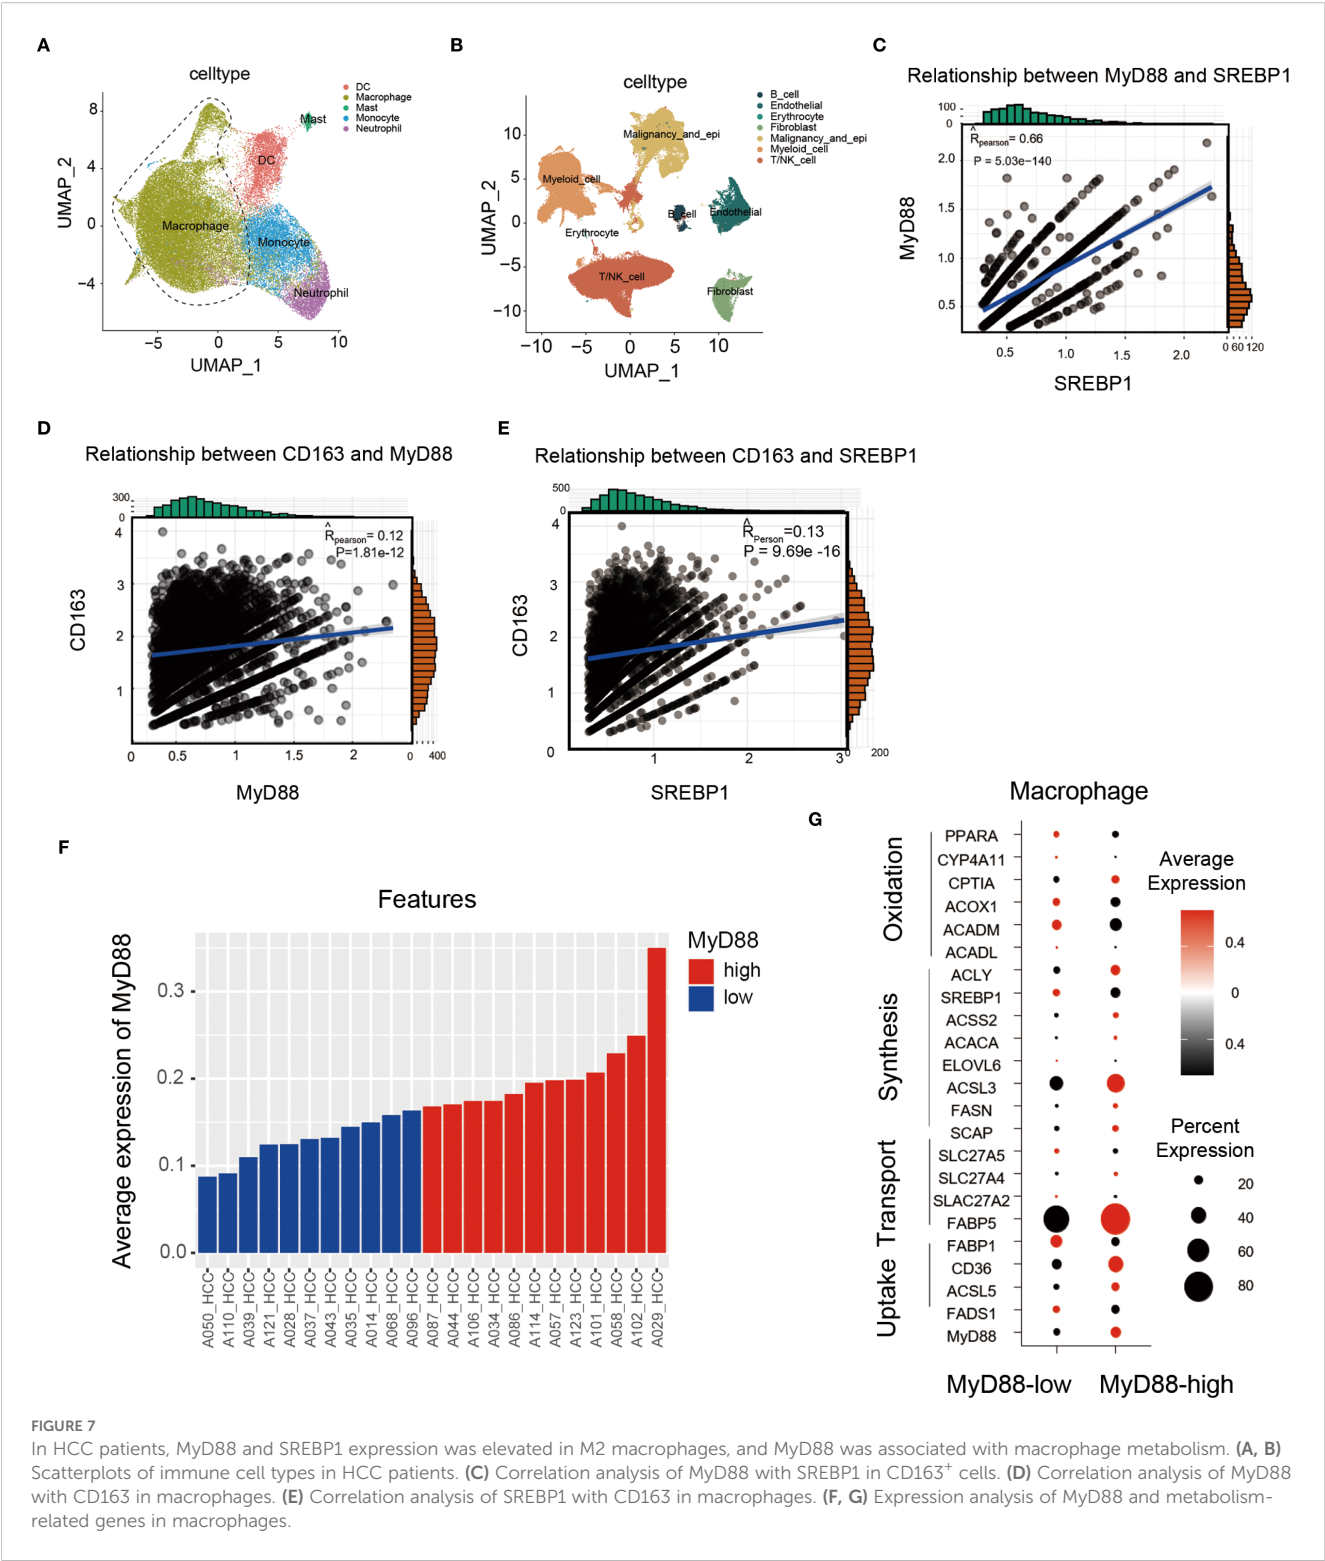 A
celltype
DC
Macrophage
Mast
Monocyte
Neutrophil
Mast
DC
Macrophage
Monocyte
Neutrophil
8
4
0
−4
UMAP_2
−5
0
5
10
UMAP_1
B
celltype
B_cell
Endothelial
Erythrocyte
Fibroblast
Malignancy_and_epi
Myeloid_cell
T/NK_cell
Malignancy_and_epi
Myeloid_cell
B_cell
Endothelial
Erythrocyte
T/NK_cell
Fibroblast
10
5
0
−5
−10
UMAP_2
−10
−5
0
5
10
UMAP_1
C
Relationship between MyD88 and SREBP1
100
0
R̂pearson = 0.66
P = 5.03e−140
2.0
1.5
1.0
0.5
MyD88
0.5
1.0
1.5
2.0
0 60 120
SREBP1
D
Relationship between CD163 and MyD88
300
0
R̂pearson= 0.12
P=1.81e-12
4
3
2
1
CD163
0
0.5
1
1.5
2
0
400
MyD88
E
Relationship between CD163 and SREBP1
500
0
R̂Person=0.13
P = 9.69e -16
4
3
2
1
0
CD163
1
2
3
0
200
SREBP1
F
Features
Average expression of MyD88
0.3
0.2
0.1
0.0
MyD88
high
low
A050_HCC
A110_HCC
A039_HCC
A121_HCC
A028_HCC
A037_HCC
A043_HCC
A035_HCC
A014_HCC
A068_HCC
A096_HCC
A087_HCC
A044_HCC
A106_HCC
A034_HCC
A086_HCC
A114_HCC
A057_HCC
A123_HCC
A101_HCC
A058_HCC
A102_HCC
A029_HCC
G
Macrophage
Oxidation
PPARA
CYP4A11
CPTIA
ACOX1
ACADM
ACADL
Synthesis
ACLY
SREBP1
ACSS2
ACACA
ELOVL6
ACSL3
FASN
SCAP
Transport
SLC27A5
SLC27A4
SLAC27A2
FABP5
Uptake
FABP1
CD36
ACSL5
FADS1
MyD88
MyD88-low
MyD88-high
Average
Expression
0.4
0
0.4
Percent
Expression
20
40
60
80
FIGURE 7
In HCC patients, MyD88 and SREBP1 expression was elevated in M2 macrophages, and MyD88 was associated with macrophage metabolism. (A, B)
Scatterplots of immune cell types in HCC patients. (C) Correlation analysis of MyD88 with SREBP1 in CD163⁺ cells. (D) Correlation analysis of MyD88
with CD163 in macrophages. (E) Correlation analysis of SREBP1 with CD163 in macrophages. (F, G) Expression analysis of MyD88 and metabolism-
related genes in macrophages.